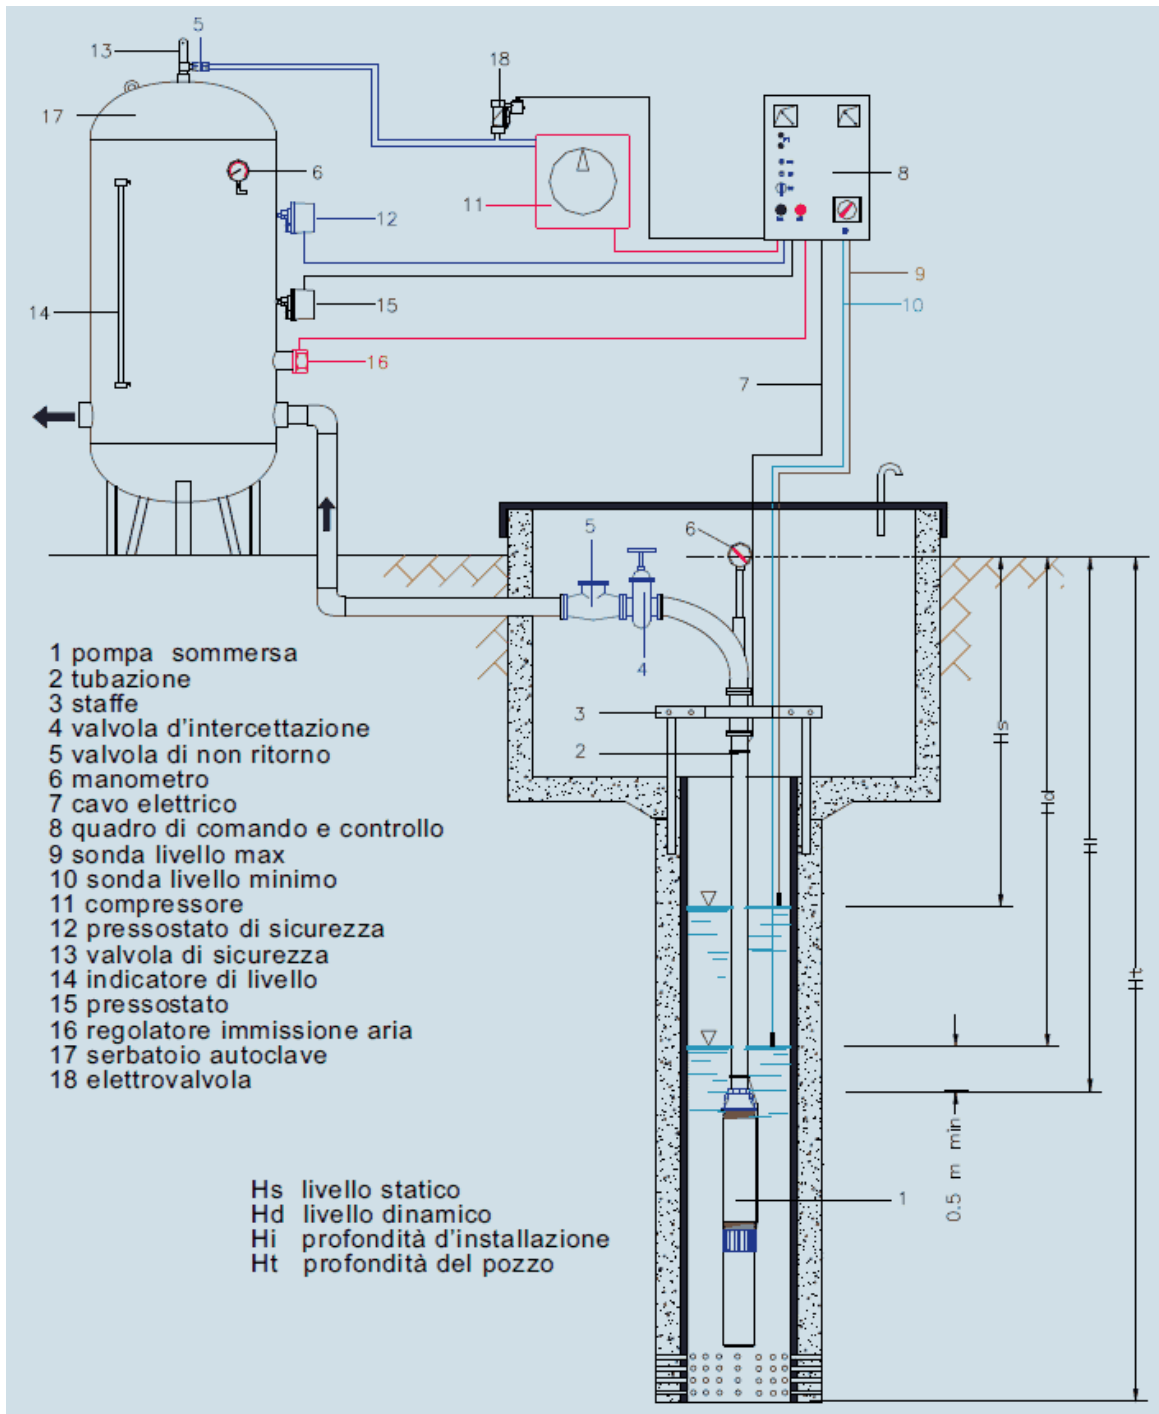 5
13
18
17
6
8
11
12
9
10
14
15
16
7
5
6
4
3
2
Hs
Hd
Hi
Ht
1 pompa sommersa
2 tubazione
3 staffe
4 valvola d'intercettazione
5 valvola di non ritorno
6 manometro
7 cavo elettrico
8 quadro di comando e controllo
9 sonda livello max
10 sonda livello minimo
11 compressore
12 pressostato di sicurezza
13 valvola di sicurezza
14 indicatore di livello
15 pressostato
16 regolatore immissione aria
17 serbatoio autoclave
18 elettrovalvola
0.5 m min
1
Hs livello statico
Hd livello dinamico
Hi profondità d'installazione
Ht profondità del pozzo